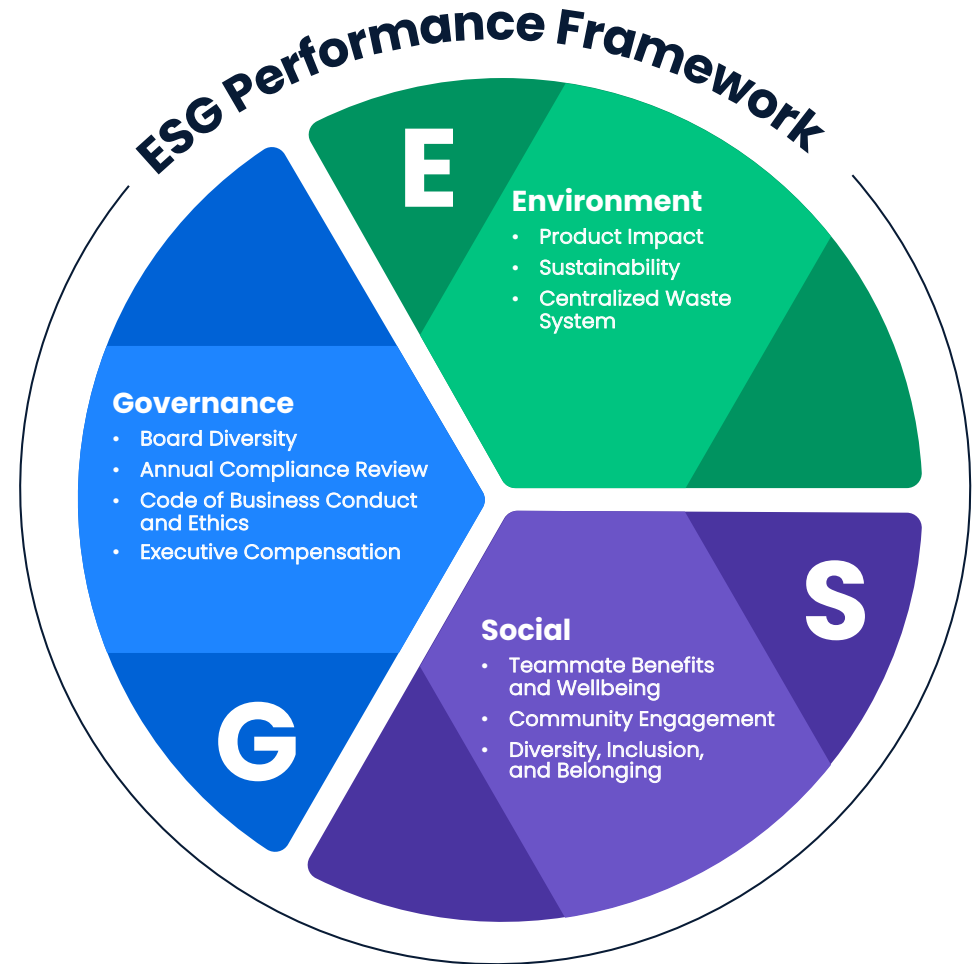 ESG Performance Framework
E
Environment
• Product Impact
• Sustainability
• Centralized Waste
System
Governance
• Board Diversity
• Annual Compliance Review
• Code of Business Conduct
and Ethics
• Executive Compensation
G
S
Social
• Teammate Benefits
and Wellbeing
• Community Engagement
• Diversity, Inclusion,
and Belonging